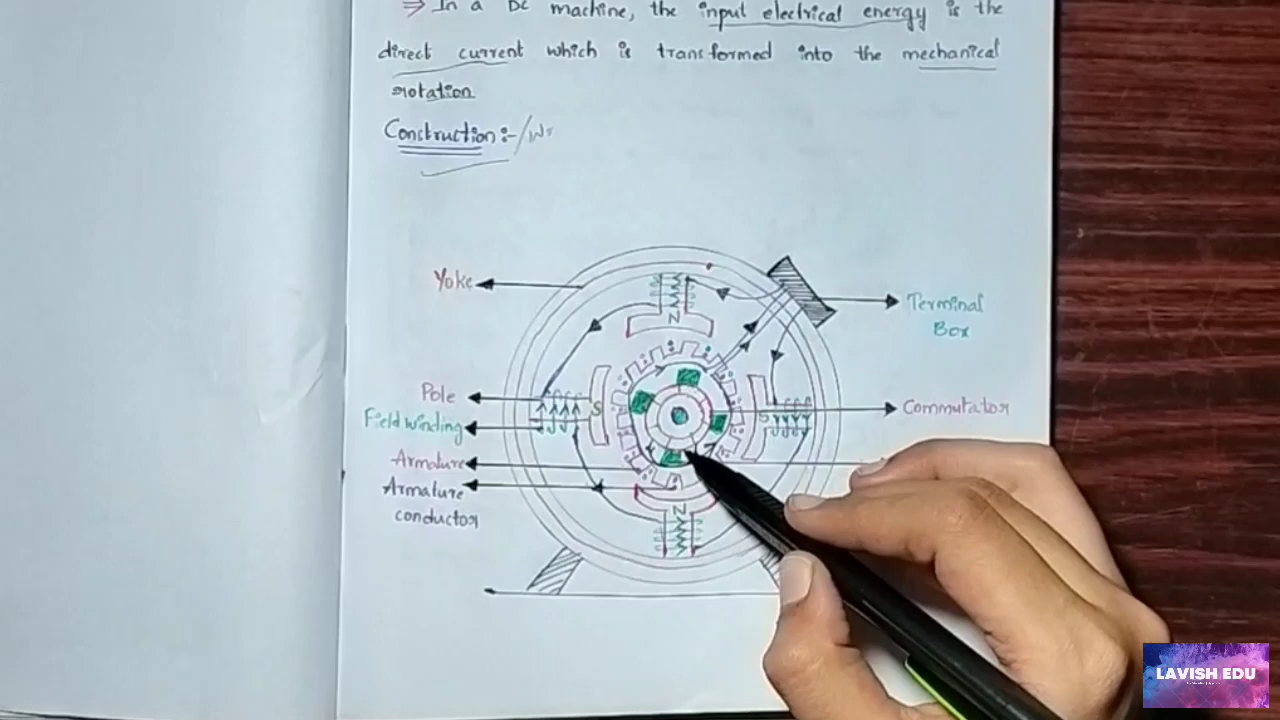 ⇒ In a DC machine, the input electrical energy is the
direct current which is transformed into the mechanical
rotation
Construction :-/
Yoke
Terminal
Box
N
Pole
S
S
Commutator
Field winding
Armature
Armature
conductor
N
LAVISH EDU